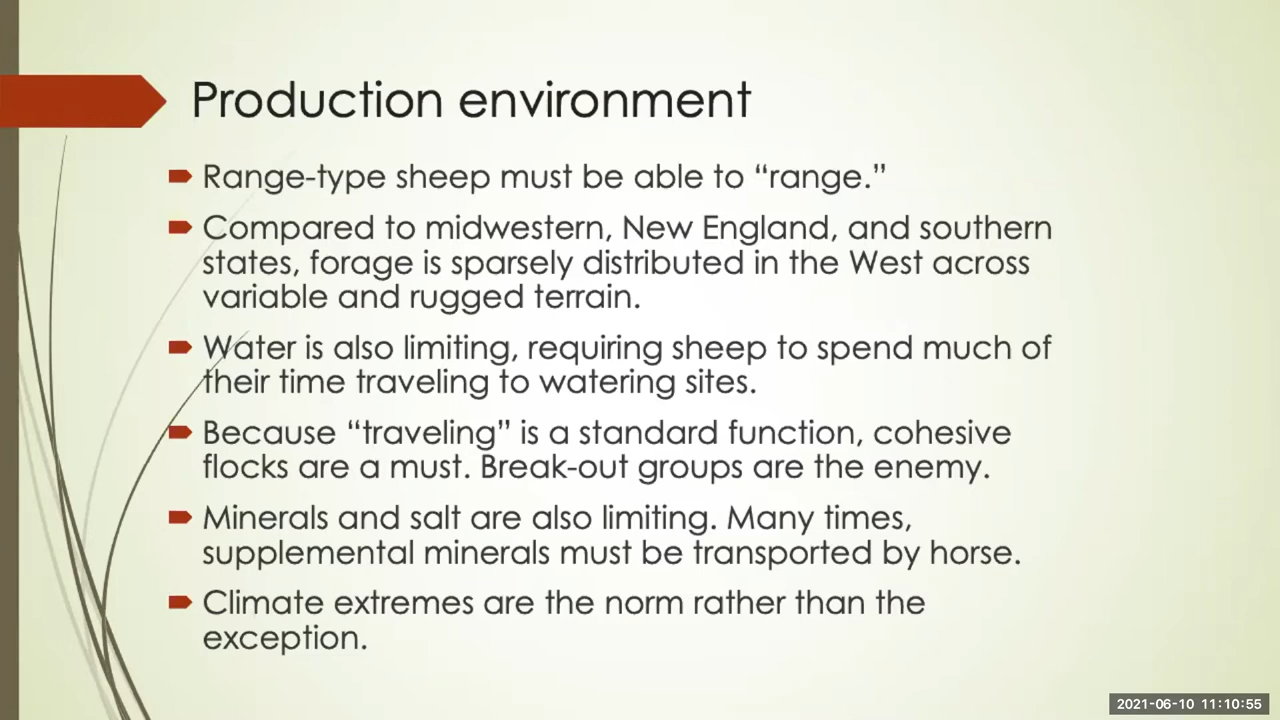 Production environment
Range-type sheep must be able to “range.”
Compared to midwestern, New England, and southern
states, forage is sparsely distributed in the West across
variable and rugged terrain.
Water is also limiting, requiring sheep to spend much of
their time traveling to watering sites.
Because “traveling” is a standard function, cohesive
flocks are a must. Break-out groups are the enemy.
Minerals and salt are also limiting. Many times,
supplemental minerals must be transported by horse.
Climate extremes are the norm rather than the
exception.
2021-06-10 11:10:55